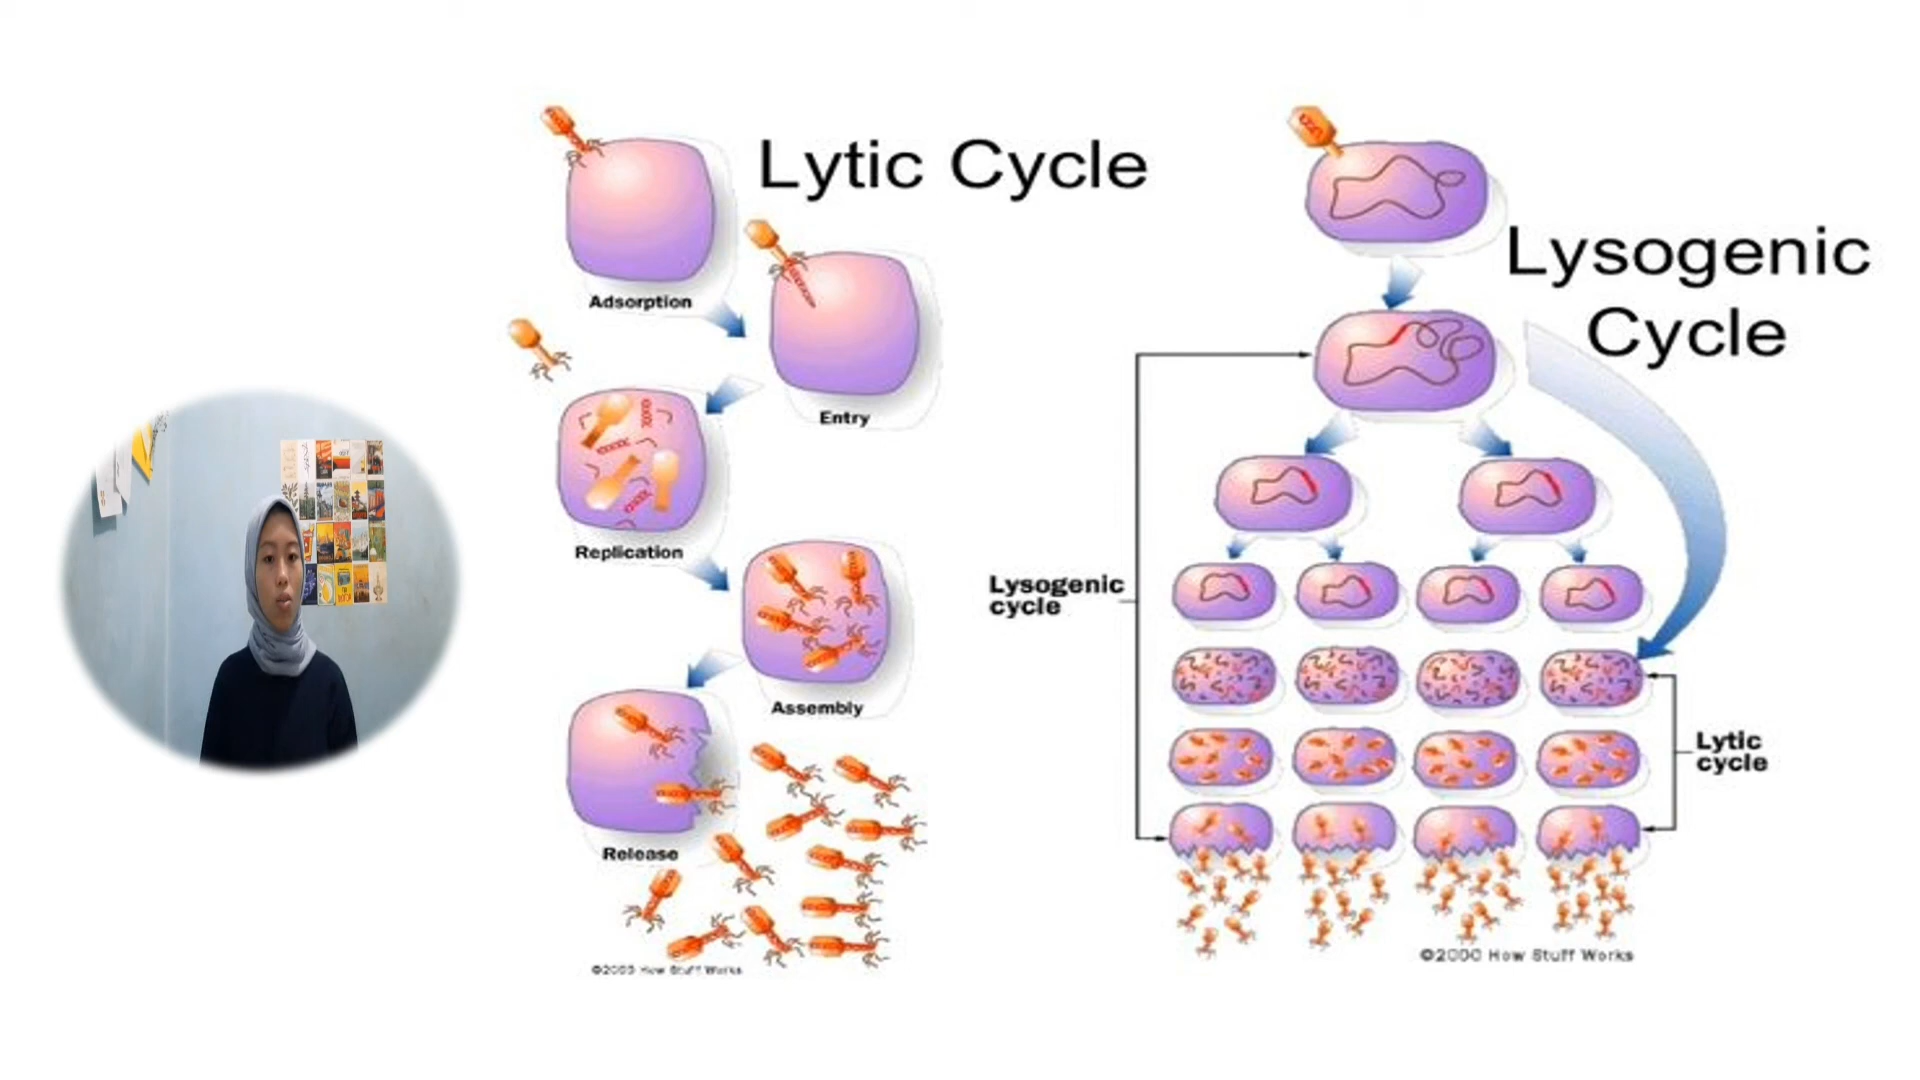 Lytic Cycle
Adsorption
Entry
Replication
Assembly
Release
©2000 How Stuff Works
Lysogenic
Cycle
Lysogenic
cycle
Lytic
cycle
©2000 How Stuff Works